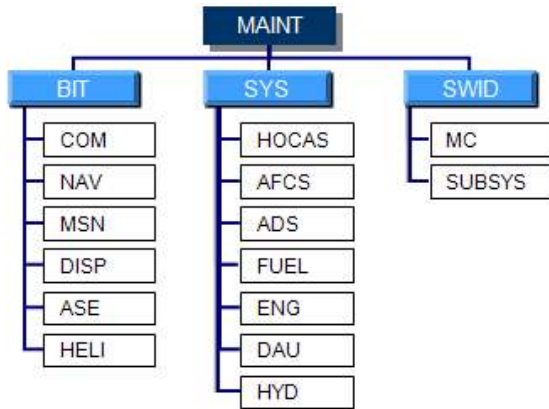 MAINT
BIT
SYS
SWID
COM
HOCAS
MC
NAV
AFCS
SUBSYS
MSN
ADS
DISP
FUEL
ASE
ENG
HELI
DAU
HYD